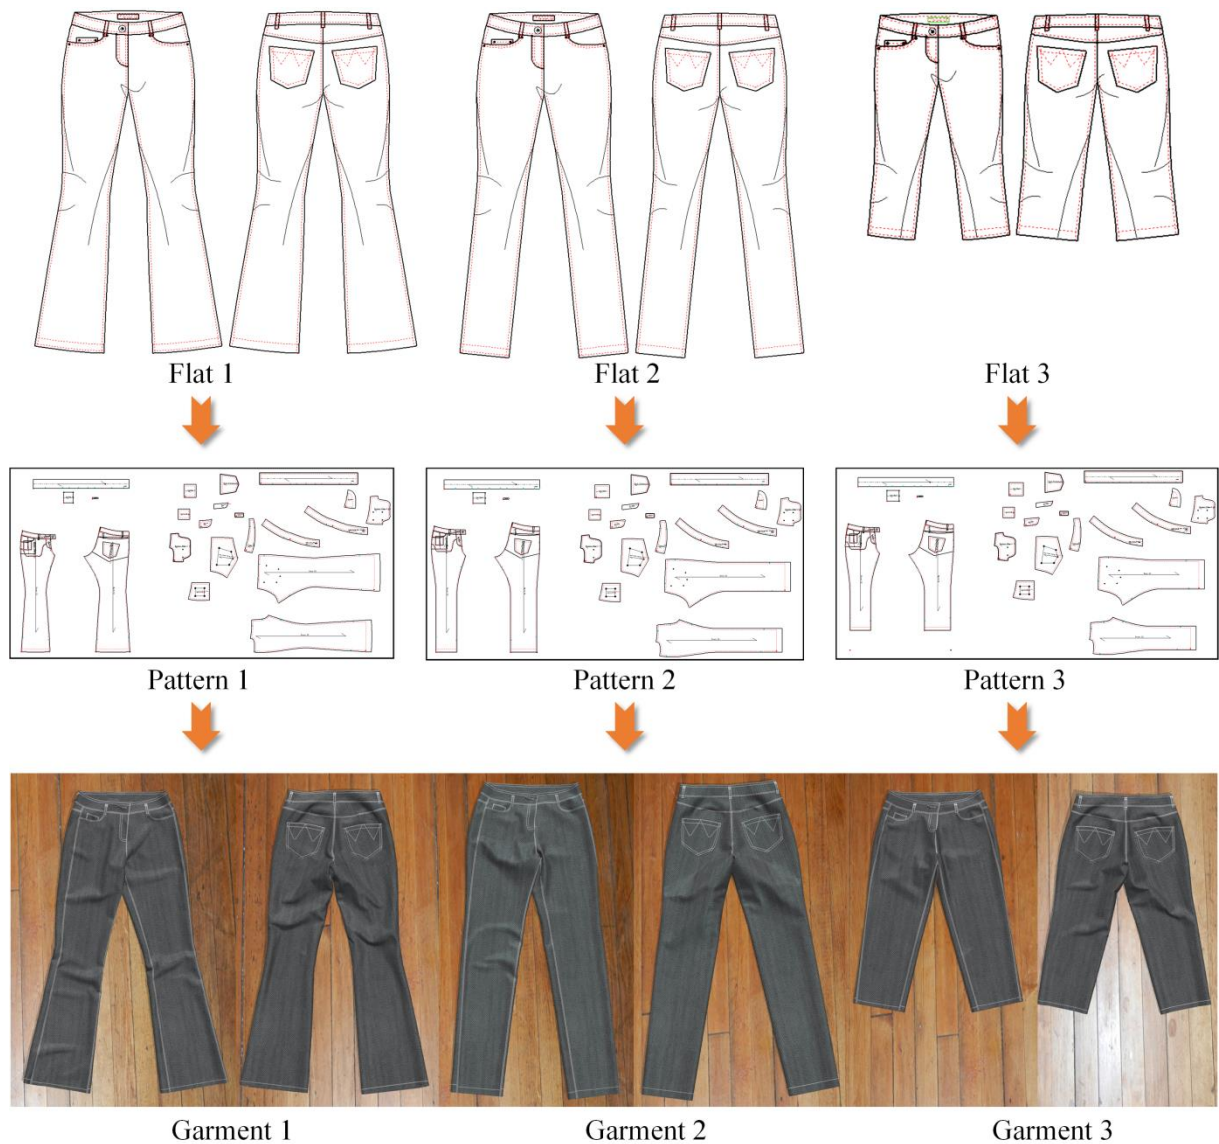 Flat 1
Flat 2
Flat 3
Pattern 1
Pattern 2
Pattern 3
Garment 1
Garment 2
Garment 3